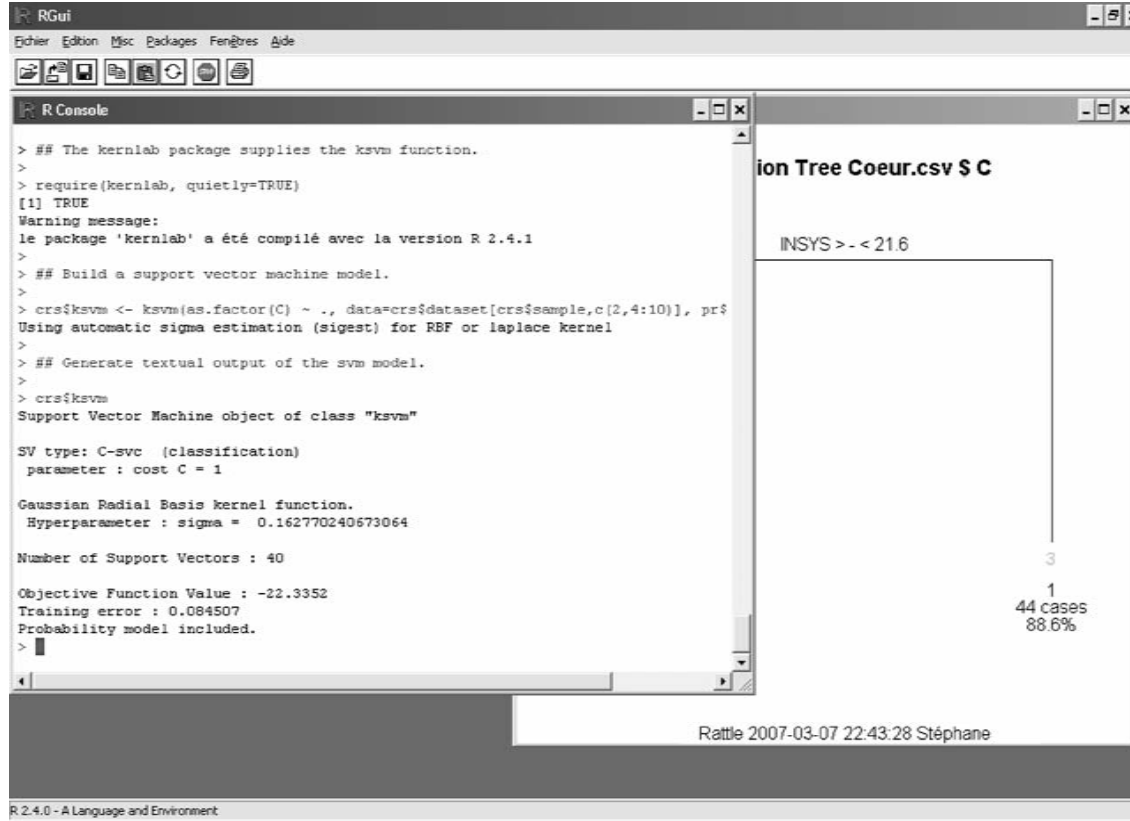 RGui
Fichier Edition Misc Packages Fenêtres Aide
R Console
> ## The kernlab package supplies the ksvm function.
>
> require(kernlab, quietly=TRUE)
[1] TRUE
Warning message:
le package 'kernlab' a été compilé avec la version R 2.4.1
>
> ## Build a support vector machine model.
>
> crs$ksvm <- ksvm(as.factor(C) ~ ., data=crs$dataset[crs$sample,c(2,4:10)], pr$
Using automatic sigma estimation (sigest) for RBF or laplace kernel
>
> ## Generate textual output of the svm model.
>
> crs$ksvm
Support Vector Machine object of class "ksvm"
SV type: C-svc (classification)
parameter : cost C = 1
Gaussian Radial Basis kernel function.
Hyperparameter : sigma = 0.162770240673064
Number of Support Vectors : 40
Objective Function Value : -22.3352
Training error : 0.084507
Probability model included.
>
ion Tree Coeur.csv $ C
INSYS > - < 21.6
3
1
44 cases
88.6%
Rattle 2007-03-07 22:43:28 Stéphane
R 2.4.0 - A Language and Environment